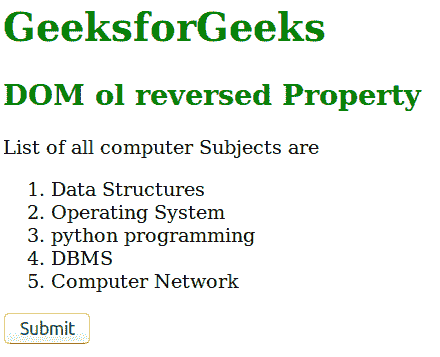 GeeksforGeeks
DOM ol reversed Property
List of all computer Subjects are
1. Data Structures
2. Operating System
3. python programming
4. DBMS
5. Computer Network
Submit